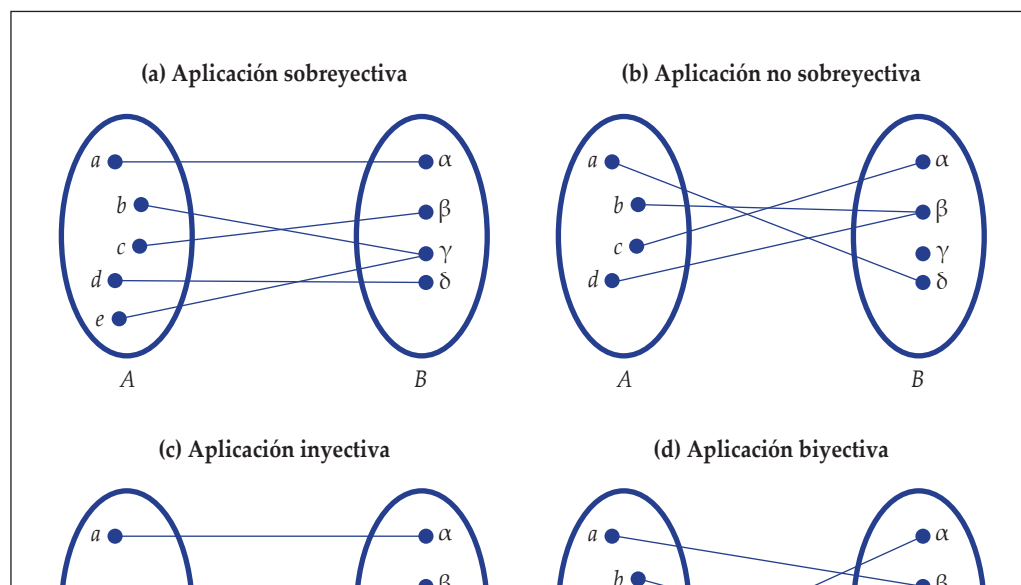 (a) Aplicación sobreyectiva
a
b
c
d
e
α
β
γ
δ
A
B
(b) Aplicación no sobreyectiva
a
b
c
d
α
β
γ
δ
A
B
(c) Aplicación inyectiva
a
α
β
(d) Aplicación biyectiva
a
b
α
β